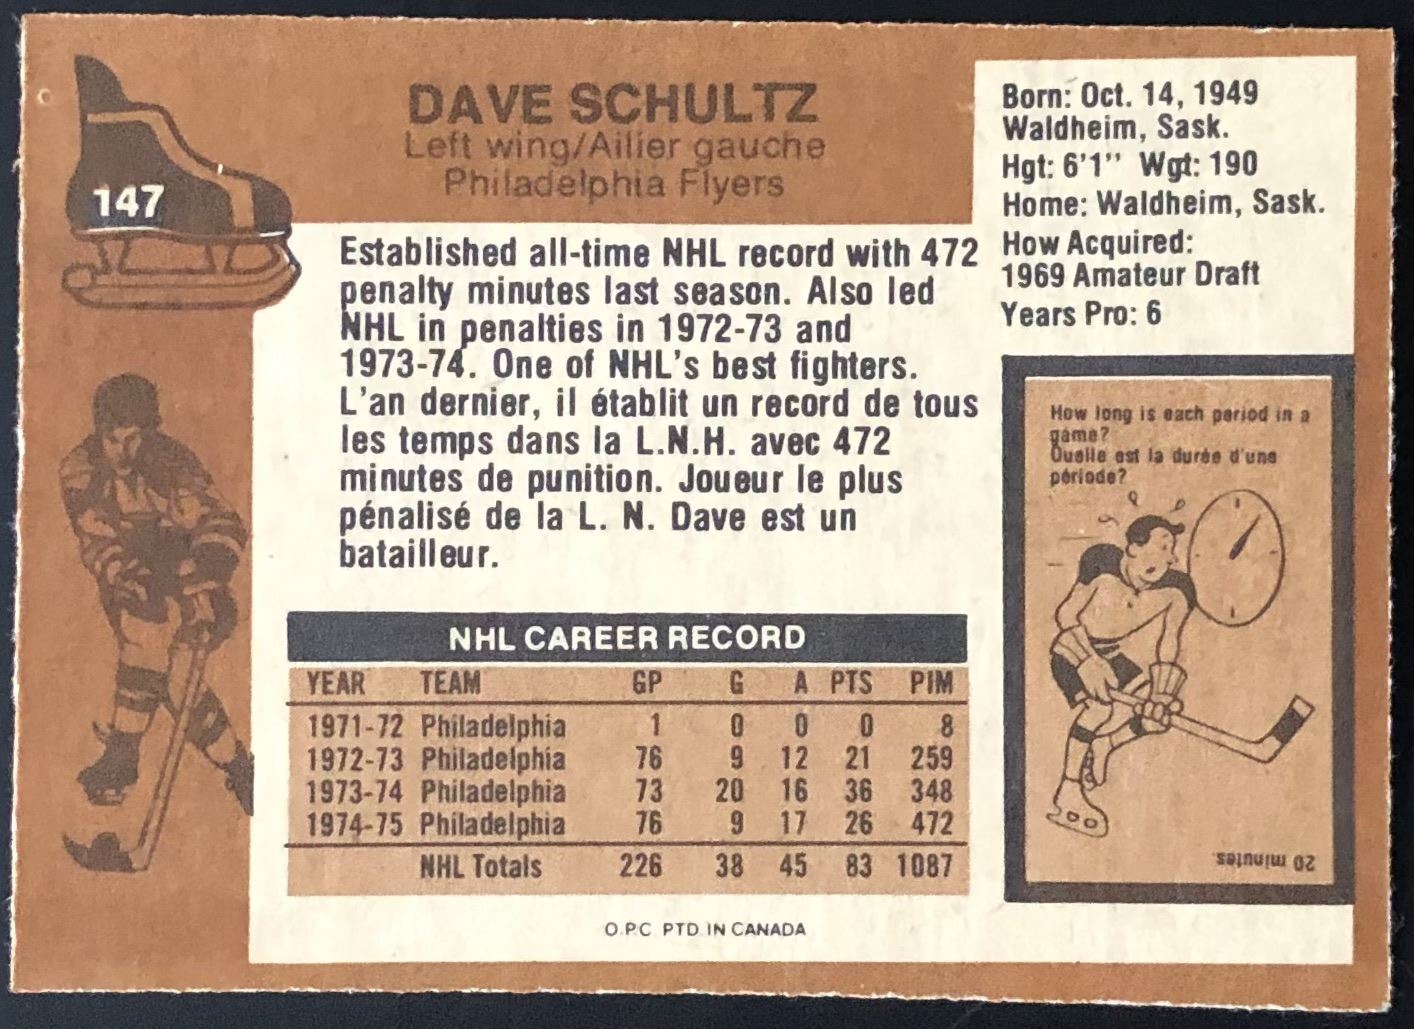 147
DAVE SCHULTZ
Left wing/Ailier gauche
Philadelphia Flyers
Born: Oct. 14, 1949
Waldheim, Sask.
Hgt: 6'1'' Wgt: 190
Home: Waldheim, Sask.
How Acquired:
1969 Amateur Draft
Years Pro: 6
Established all-time NHL record with 472
penalty minutes last season. Also led
NHL in penalties in 1972-73 and
1973-74. One of NHL's best fighters.
L'an dernier, il établit un record de tous
les temps dans la L.N.H. avec 472
minutes de punition. Joueur le plus
pénalisé de la L. N. Dave est un
batailleur.
How long is each period in a
game?
Quelle est la durée d'une
période?
20 minutes
NHL CAREER RECORD
YEAR TEAM GP G A PTS PIM
1971-72 Philadelphia 1 0 0 0 8
1972-73 Philadelphia 76 9 12 21 259
1973-74 Philadelphia 73 20 16 36 348
1974-75 Philadelphia 76 9 17 26 472
NHL Totals 226 38 45 83 1087
O.P.C PTD. IN CANADA